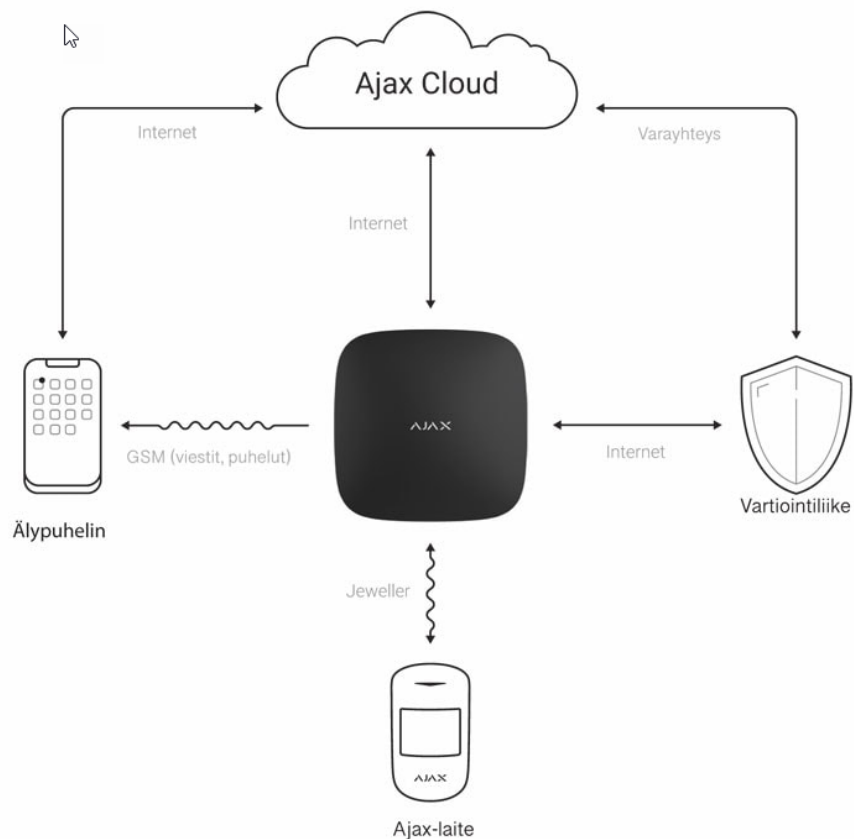 Ajax Cloud
Internet
Varayhteys
Internet
AJAX
GSM (viestit, puhelut)
Internet
Älypuhelin
Vartiointiliike
Jeweller
AJAX
Ajax-laite